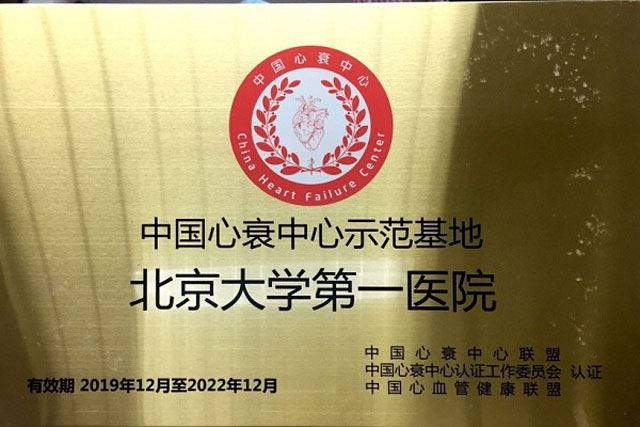 中国心衰中心
China Heart Failure Center
中国心衰中心示范基地
北京大学第一医院
中国心衰中心联盟
中国心衰中心认证工作委员会 认证
中国心血管健康联盟
有效期 2019年12月至2022年12月